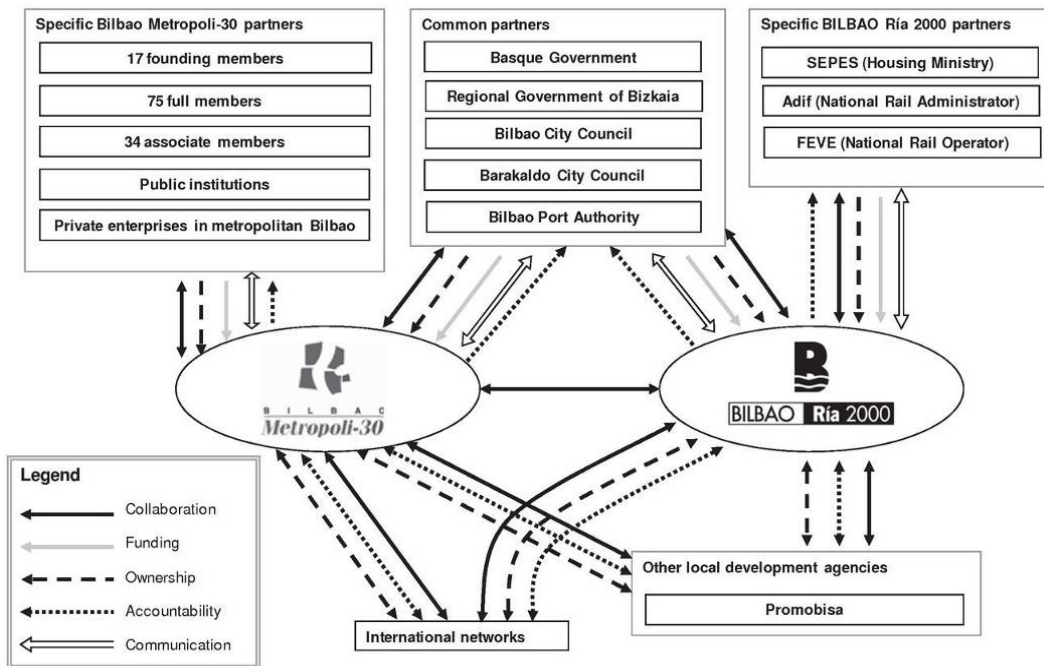 Specific Bilbao Metropoli-30 partners
17 founding members
75 full members
34 associate members
Public institutions
Private enterprises in metropolitan Bilbao
Common partners
Basque Government
Regional Government of Bizkaia
Bilbao City Council
Barakaldo City Council
Bilbao Port Authority
Specific BILBAO Ría 2000 partners
SEPES (Housing Ministry)
Adif (National Rail Administrator)
FEVE (National Rail Operator)
BILBAO
Metropoli-30
B
BILBAO Ría 2000
Legend
Collaboration
Funding
Ownership
Accountability
Communication
International networks
Other local development agencies
Promobisa